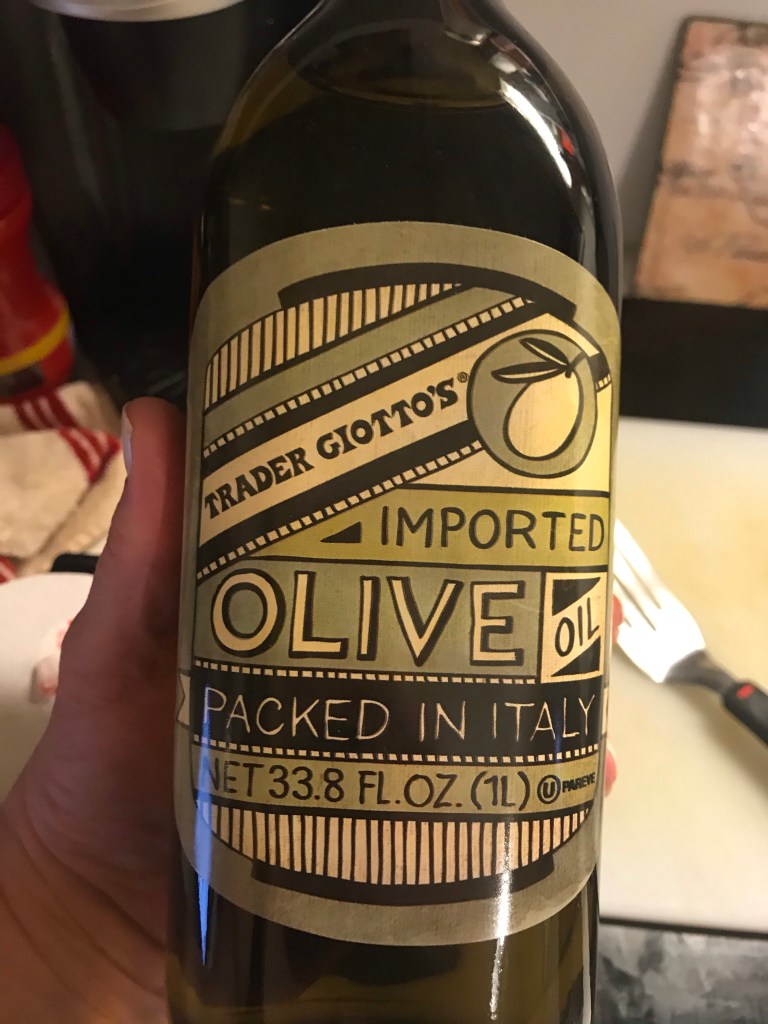 TRADER GIOTTO'S®
IMPORTED
OLIVE OIL
PACKED IN ITALY
NET 33.8 FL.OZ. (1L) U PAREVE